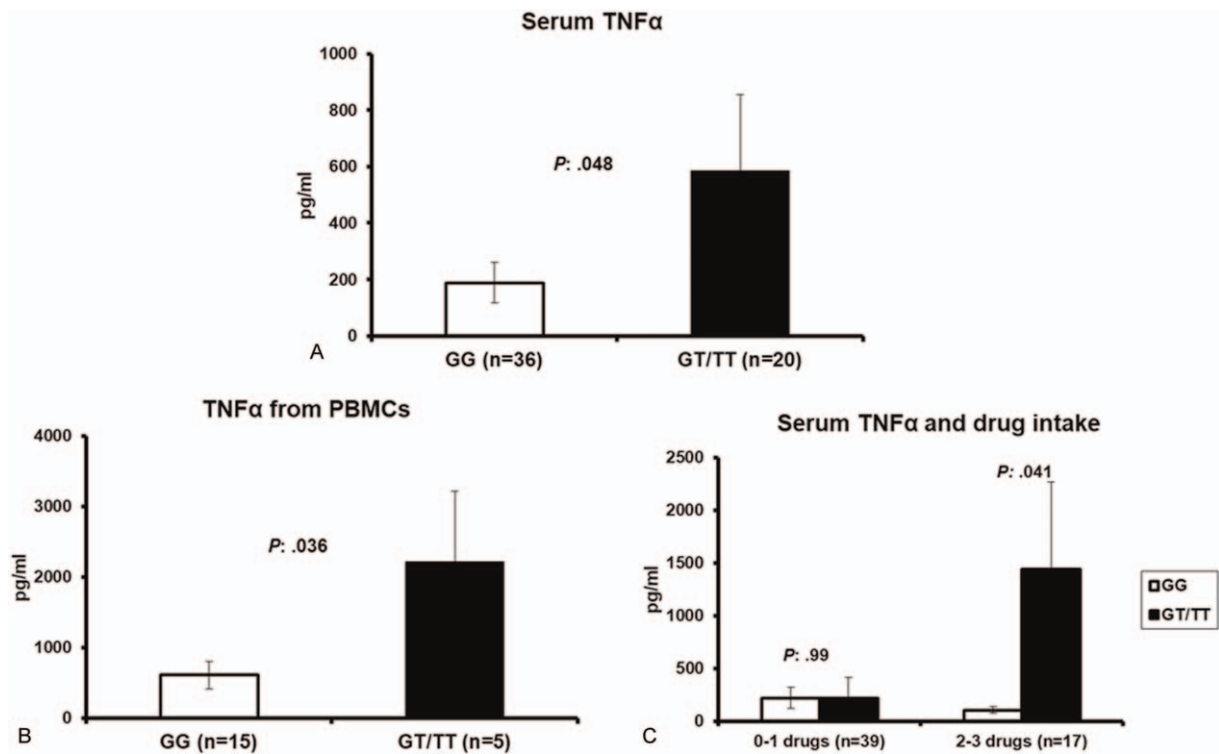 Serum TNFα
1000
800
600
400
200
0
pg/ml
P: .048
GG (n=36)
GT/TT (n=20)
A
TNFα from PBMCs
4000
3000
2000
1000
0
pg/ml
P: .036
GG (n=15)
GT/TT (n=5)
B
Serum TNFα and drug intake
2500
2000
1500
1000
500
0
pg/ml
P: .99
P: .041
0-1 drugs (n=39)
2-3 drugs (n=17)
GG
GT/TT
C